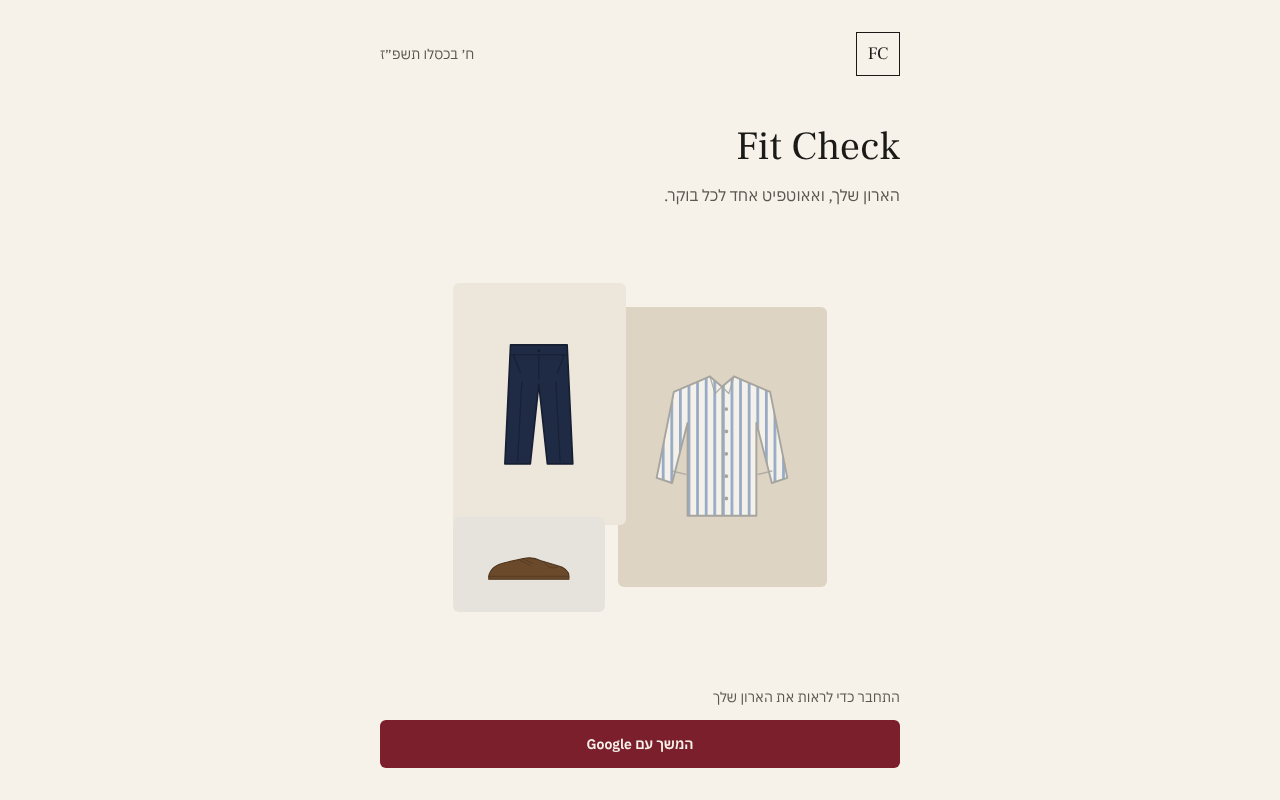 FC
ח׳ בכסלו תשפ״ז
Fit Check
הארון שלך, ואאוטפיט אחד לכל בוקר.
התחבר כדי לראות את הארון שלך
המשך עם Google